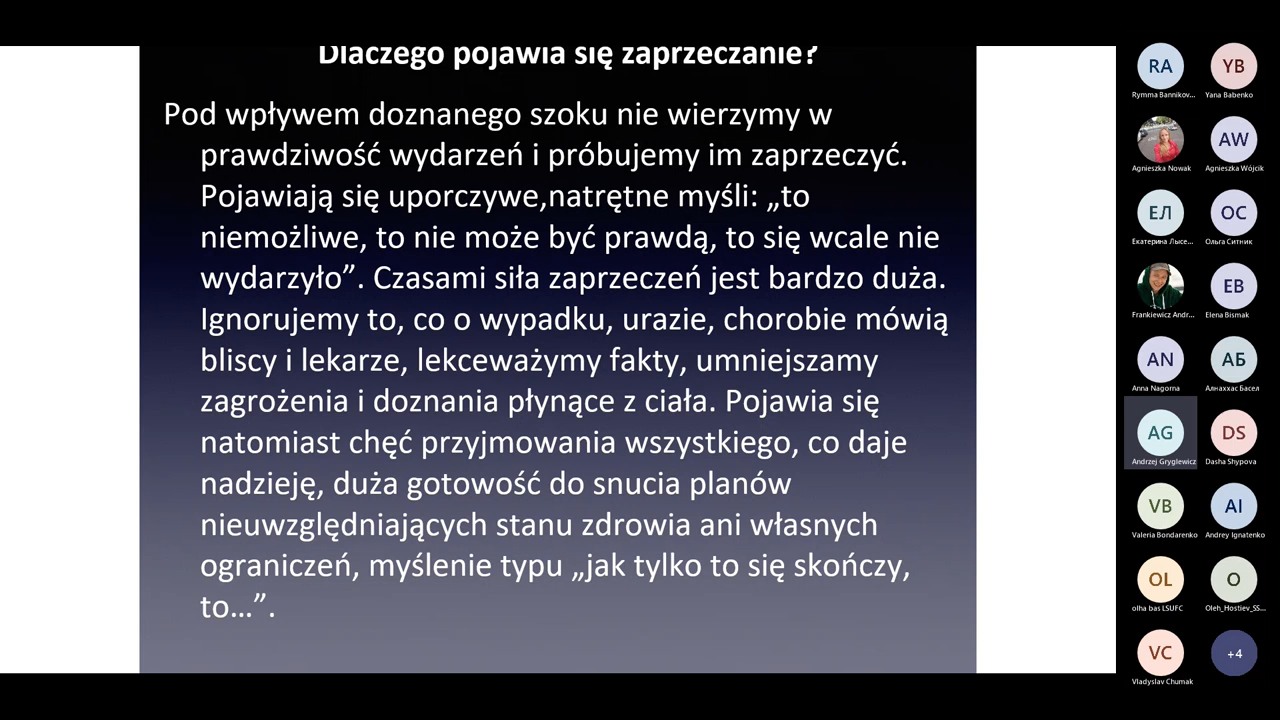 Dlaczego pojawia się zaprzeczanie?
Pod wpływem doznanego szoku nie wierzymy w
prawdziwość wydarzeń i próbujemy im zaprzeczyć.
Pojawiają się uporczywe,natrętne myśli: „to
niemożliwe, to nie może być prawdą, to się wcale nie
wydarzyło”. Czasami siła zaprzeczeń jest bardzo duża.
Ignorujemy to, co o wypadku, urazie, chorobie mówią
bliscy i lekarze, lekceważymy fakty, umniejszamy
zagrożenia i doznania płynące z ciała. Pojawia się
natomiast chęć przyjmowania wszystkiego, co daje
nadzieję, duża gotowość do snucia planów
nieuwzględniających stanu zdrowia ani własnych
ograniczeń, myślenie typu „jak tylko to się skończy,
to…”.
RA
Rymma Bannikov...
YB
Yana Babenko
Agnieszka Nowak
AW
Agnieszka Wójcik
ЕЛ
Екатерина Лысе...
ОС
Ольга Ситник
Frankiewicz Andr...
EB
Elena Bismak
AN
Anna Nagorna
АБ
Алнаххас Басел
AG
Andrzej Gryglewicz
DS
Dasha Shypova
VB
Valeria Bondarenko
AI
Andrey Ignatenko
OL
olha bas LSUFC
O
Oleh_Hostiev_SS...
VC
Vladyslav Chumak
+4